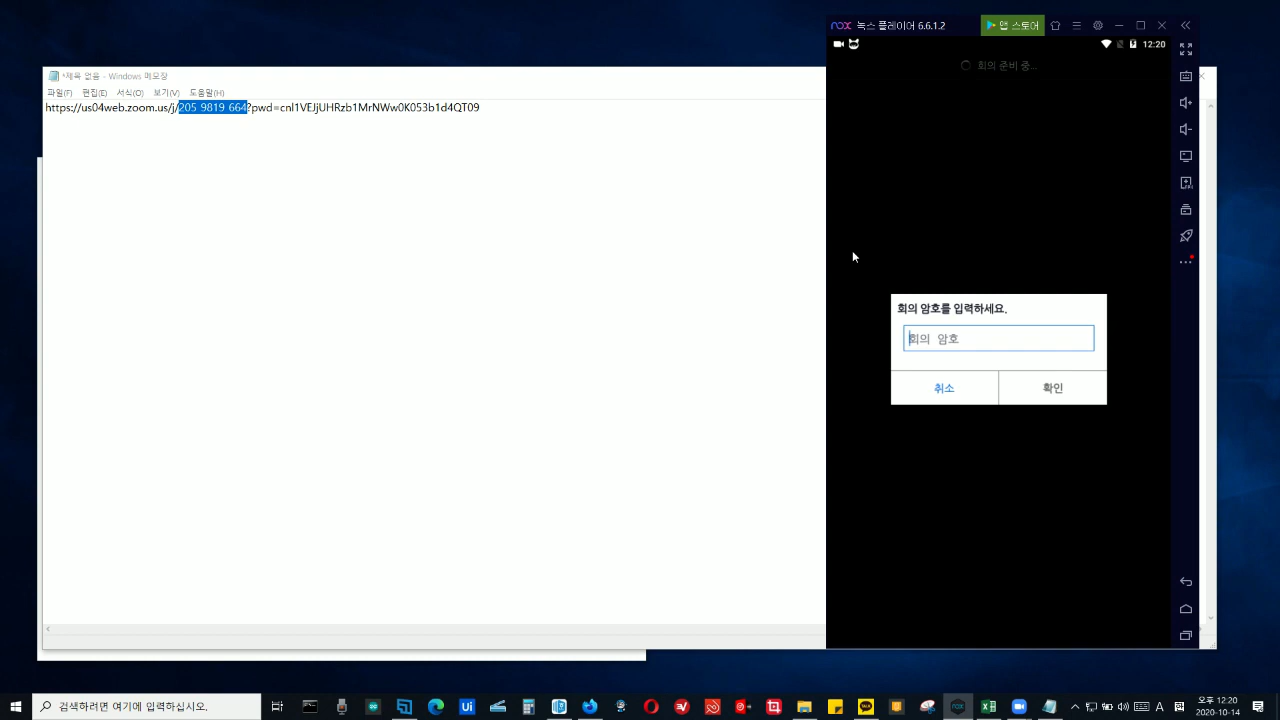 *제목 없음 - Windows 메모장
파일(F) 편집(E) 서식(O) 보기(V) 도움말(H)
https://us04web.zoom.us/j/205 9819 664?pwd=cnl1VEJjUHRzb1MrNWw0K053b1d4QT09
nox 녹스 플레이어 6.6.1.2
앱 스토어
12:20
회의 준비 중...
회의 암호를 입력하세요.
회의 암호
취소 확인
검색하려면 여기에 입력하십시오.
Ui
TALK
nox
A
오후 12:20
2020-10-14